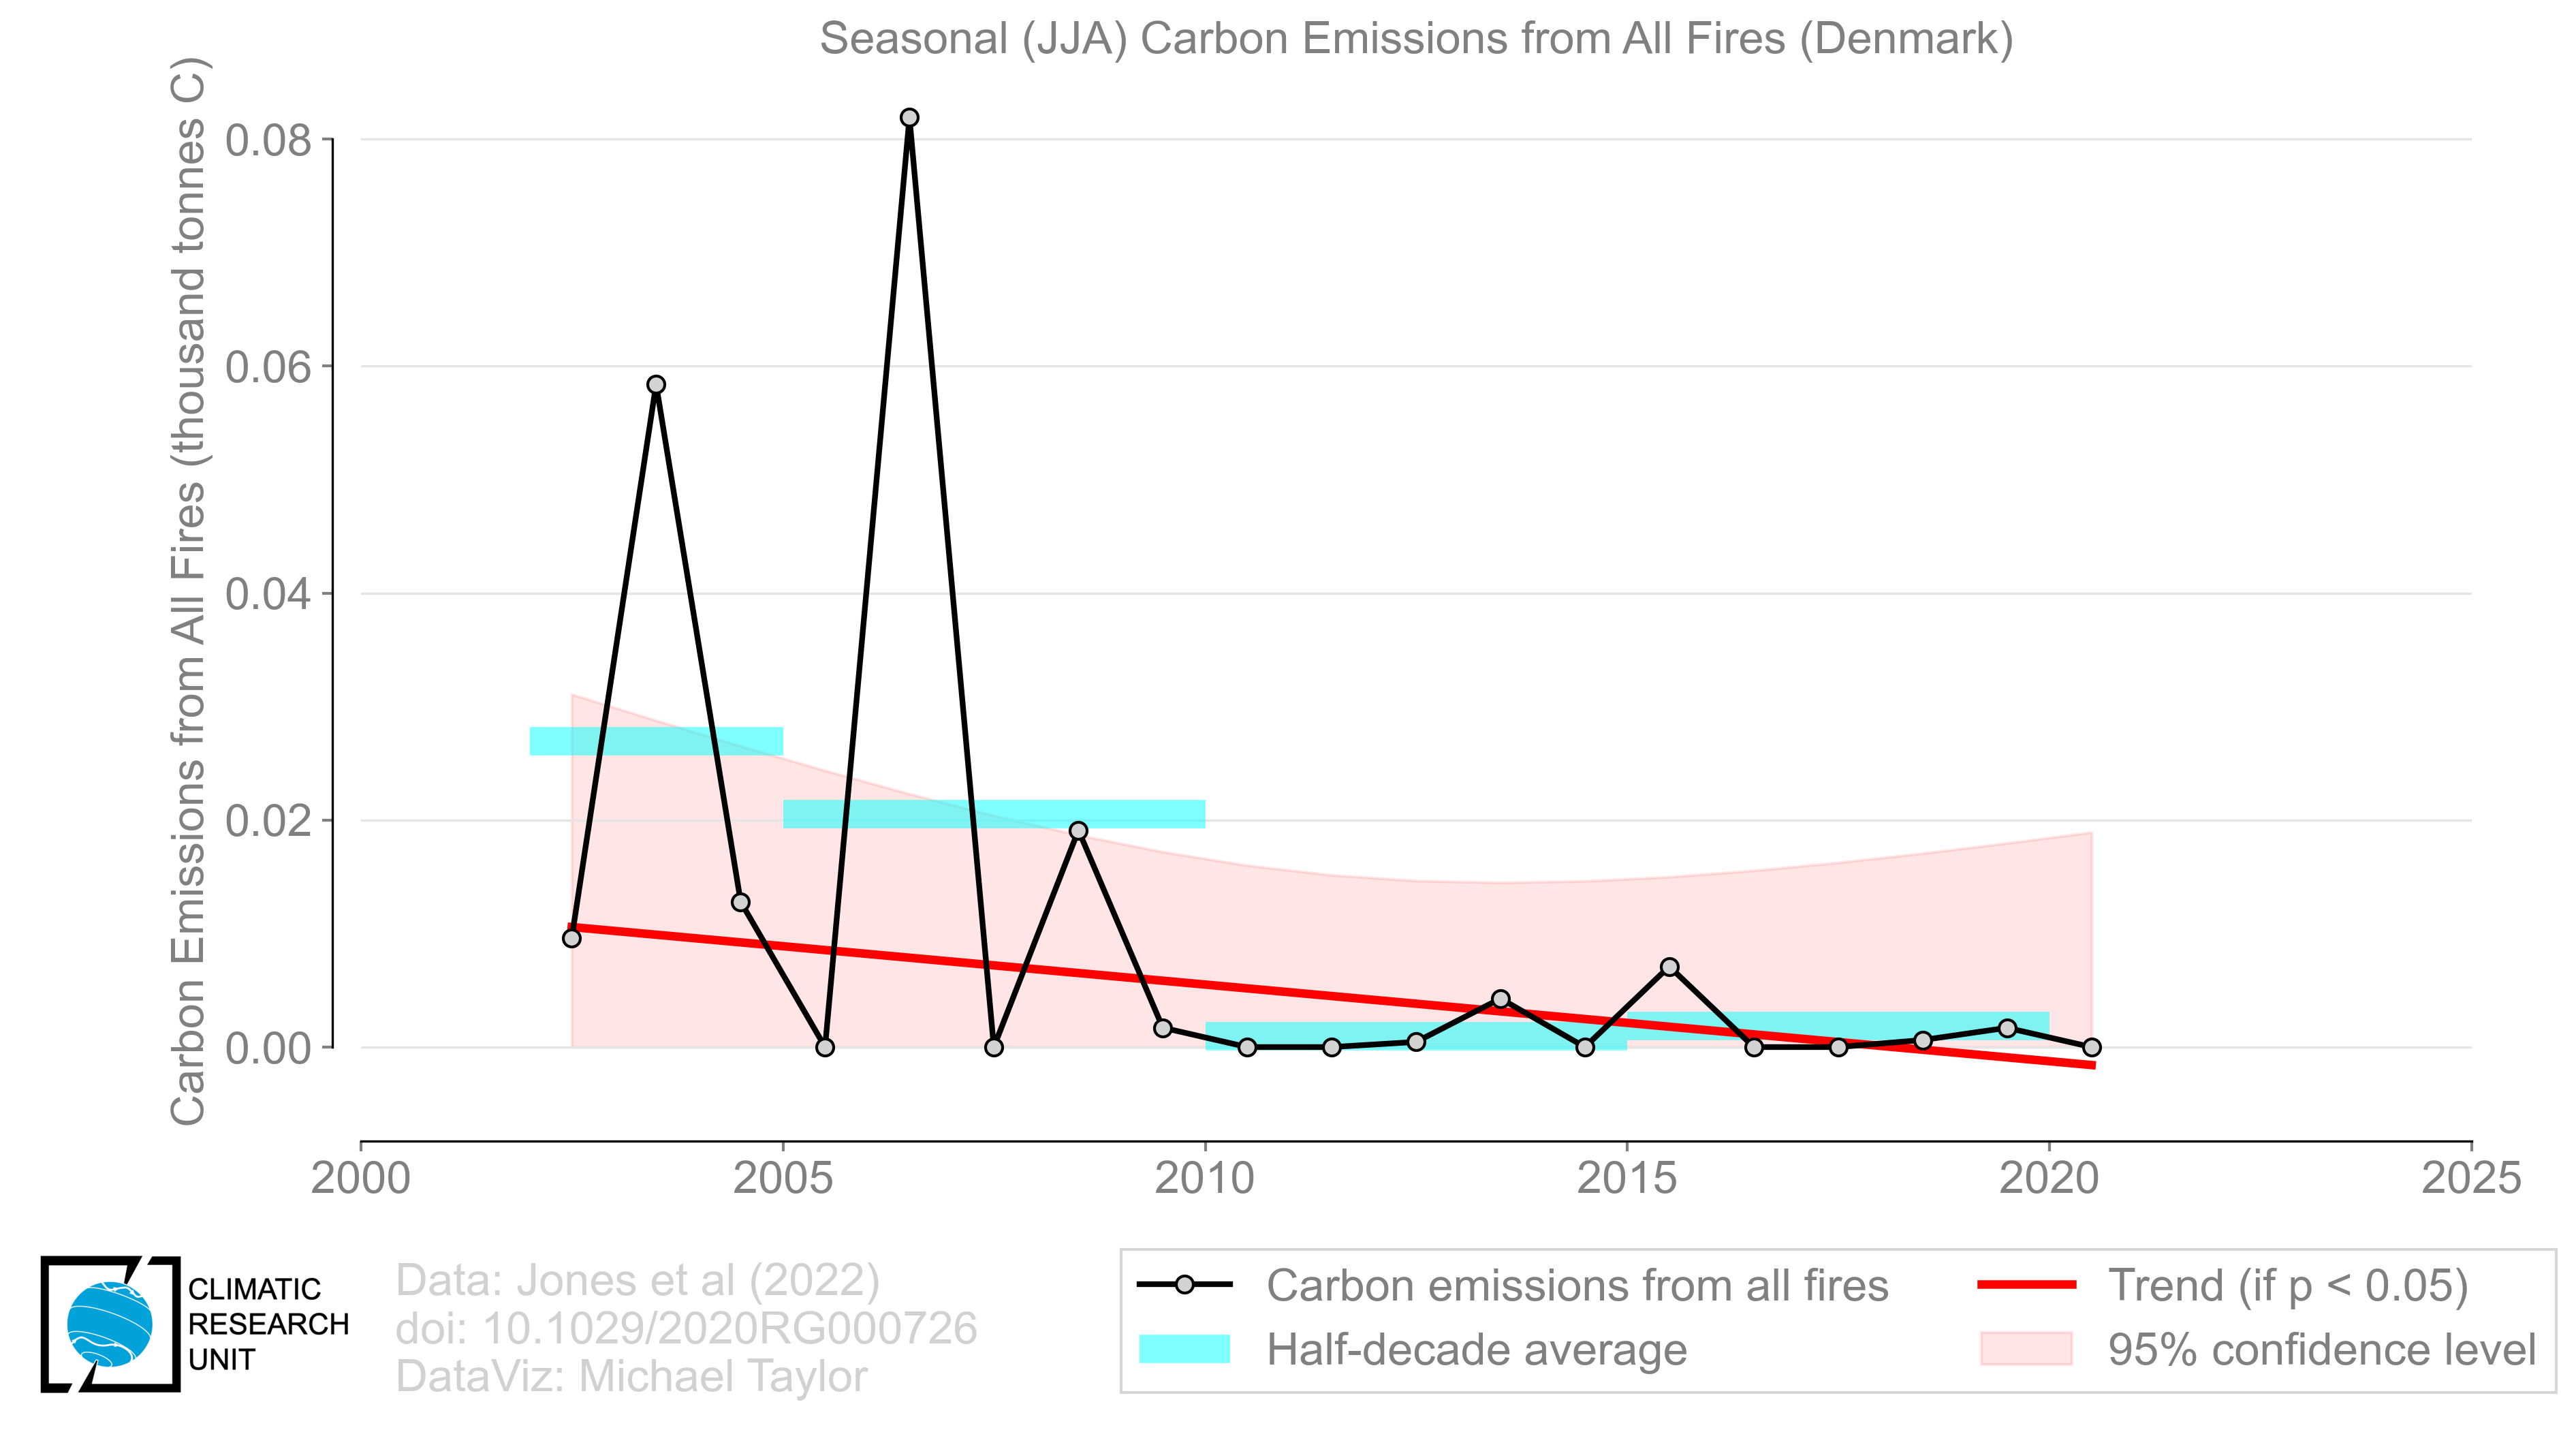 Seasonal (JJA) Carbon Emissions from All Fires (Denmark)
Carbon Emissions from All Fires (thousand tonnes C)
0.08
0.06
0.04
0.02
0.00
2000
2005
2010
2015
2020
2025
CLIMATIC
RESEARCH
UNIT
Data: Jones et al (2022)
doi: 10.1029/2020RG000726
DataViz: Michael Taylor
Carbon emissions from all fires
Half-decade average
Trend (if p < 0.05)
95% confidence level